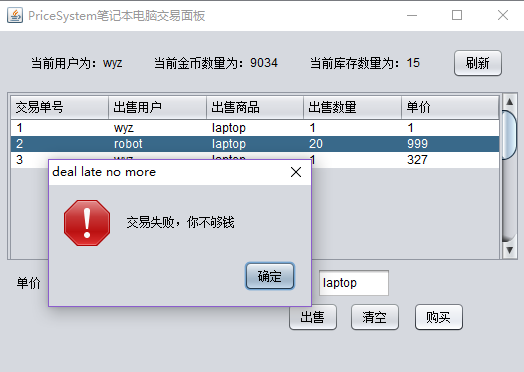 PriceSystem笔记本电脑交易面板
当前用户为：wyz 当前金币数量为：9034 当前库存数量为：15 刷新
交易单号 出售用户 出售商品 出售数量 单价
1 wyz laptop 1 1
2 robot laptop 20 999
3 wyz laptop 1 327
deal late no more
交易失败，你不够钱
确定
单价 laptop
出售 清空 购买